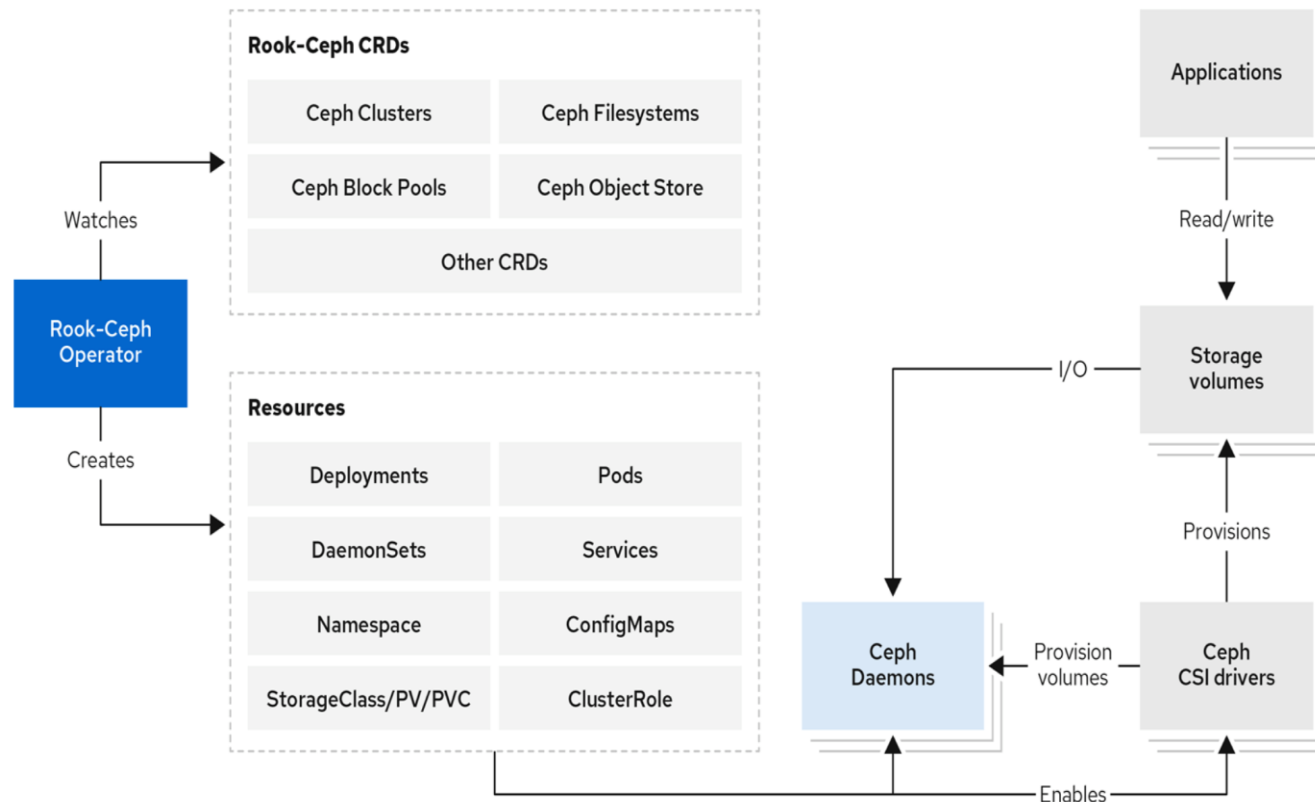 Rook-Ceph CRDs
Ceph Clusters
Ceph Filesystems
Ceph Block Pools
Ceph Object Store
Other CRDs
Watches
Rook-Ceph
Operator
Creates
Resources
Deployments
Pods
DaemonSets
Services
Namespace
ConfigMaps
StorageClass/PV/PVC
ClusterRole
Applications
Read/write
Storage
volumes
I/O
Provisions
Ceph
Daemons
Provision
volumes
Ceph
CSI drivers
Enables